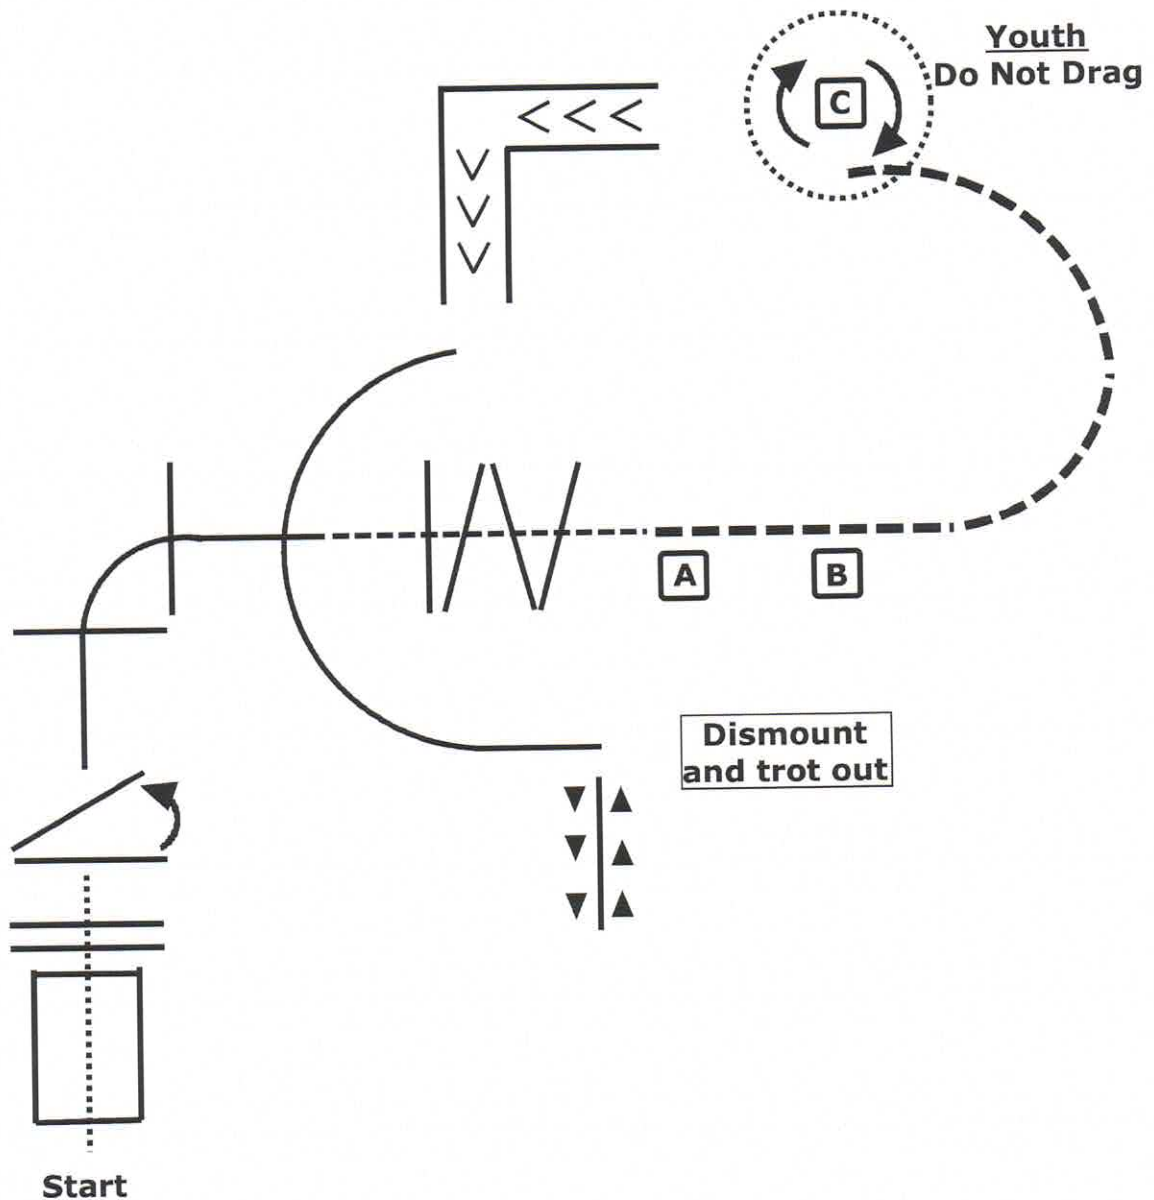 Youth
Do Not Drag
C
A
B
Dismount
and trot out
Start